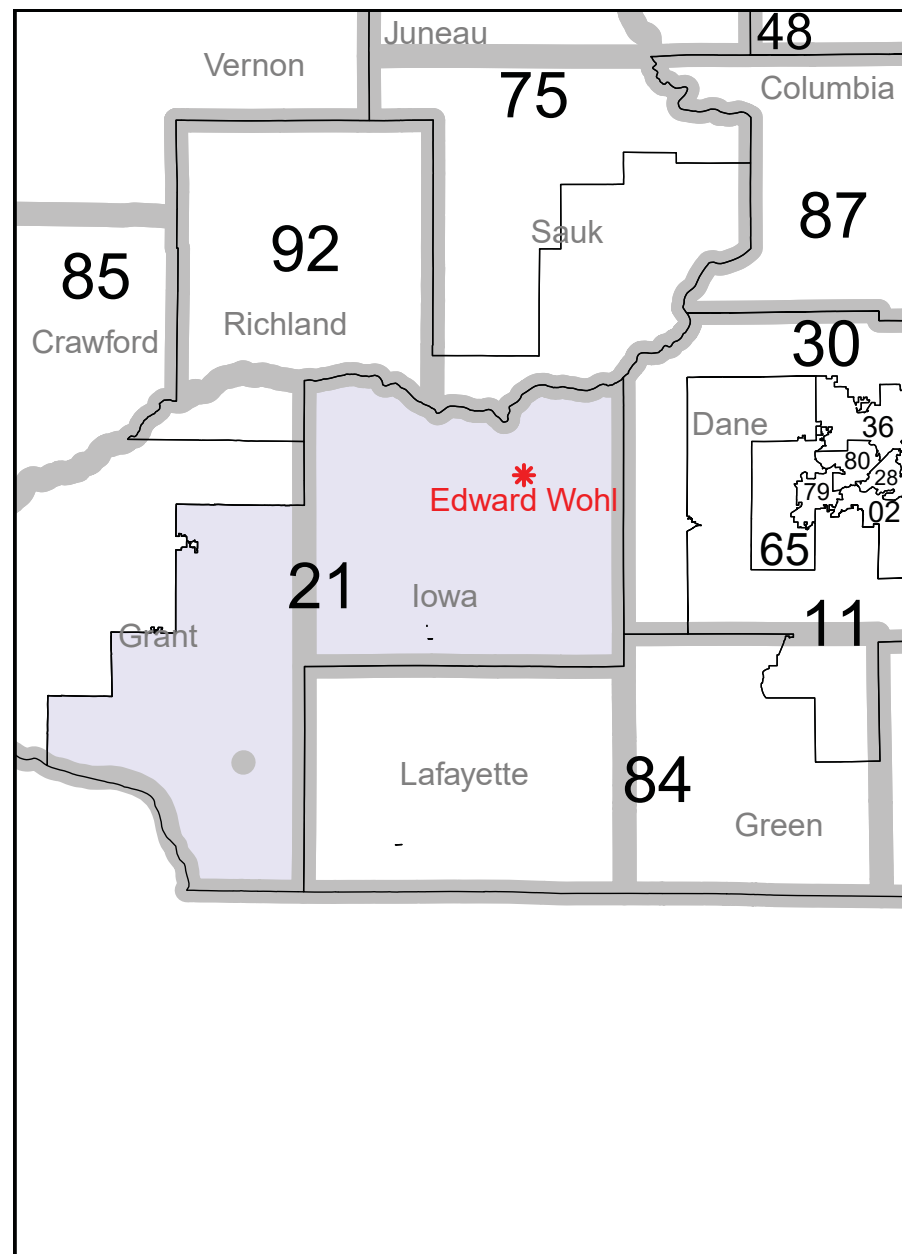 Juneau
48
Vernon
75
Columbia
87
Sauk
92
85
Richland
Crawford
30
Dane
36
80
28
79
02
Edward Wohl
65
21
Iowa
11
Grant
Lafayette
84
Green